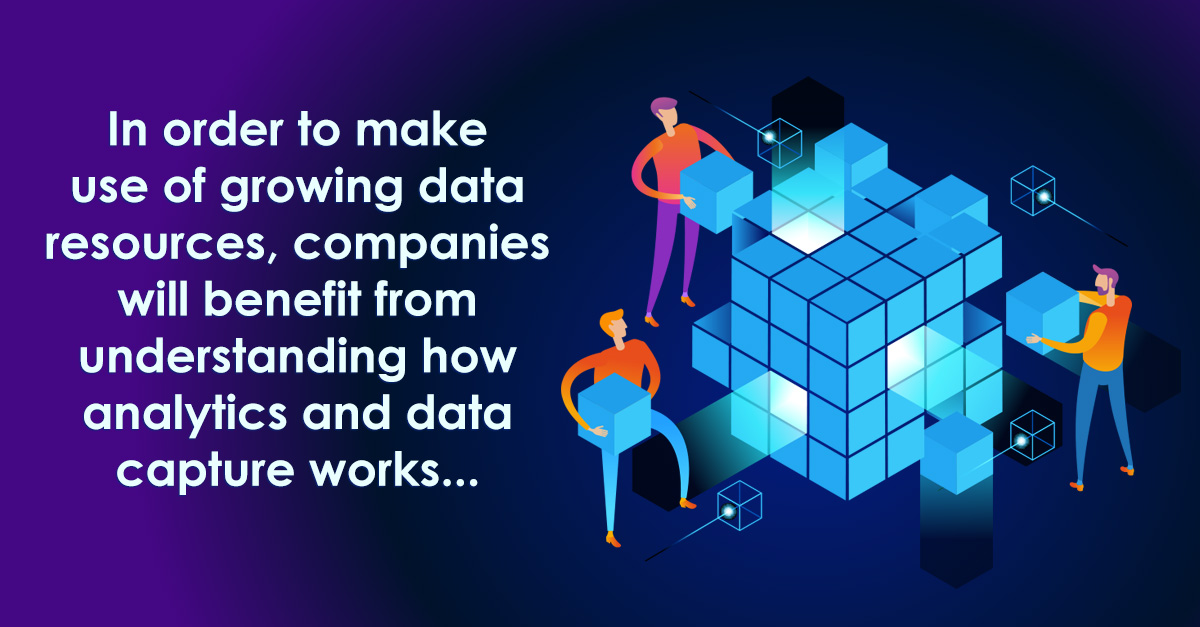 In order to make
use of growing data
resources, companies
will benefit from
understanding how
analytics and data
capture works...